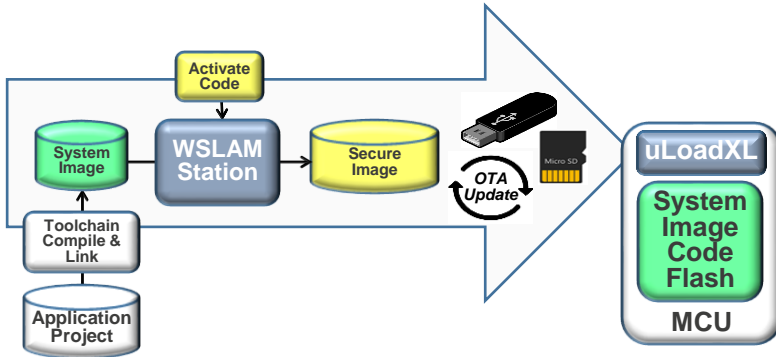 Activate
Code
System
Image
WSLAM
Station
Secure
Image
Micro SD
OTA
Update
Toolchain
Compile &
Link
Application
Project
uLoadXL
System
Image
Code
Flash
MCU